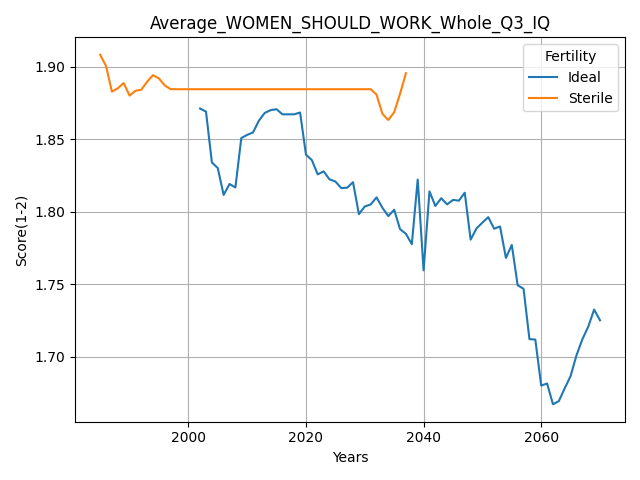 Average_WOMEN_SHOULD_WORK_Whole_Q3_IQ
Fertility
Ideal
Sterile
Score(1-2)
1.90
1.85
1.80
1.75
1.70
2000 2020 2040 2060
Years